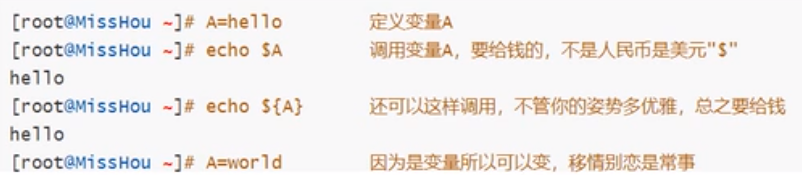 [root@MissHou ~]# A=hello 定义变量A
[root@MissHou ~]# echo $A 调用变量A，要给钱的，不是人民币是美元"$"
hello
[root@MissHou ~]# echo ${A} 还可以这样调用，不管你的姿势多优雅，总之要给钱
hello
[root@MissHou ~]# A=world 因为是变量所以可以变，移情别恋是常事